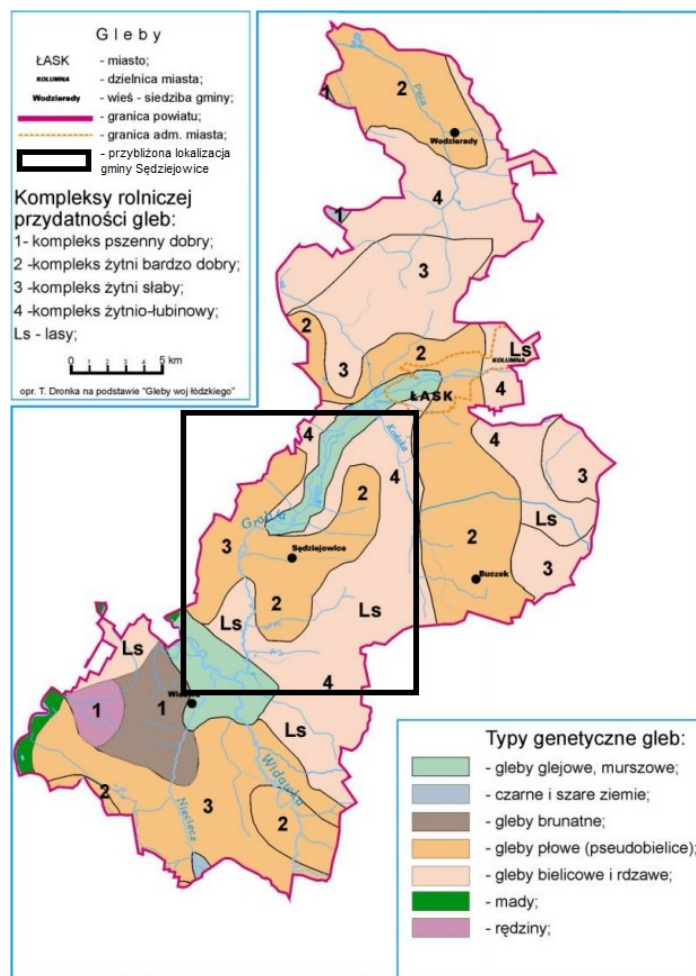 Gleby
ŁASK - miasto;
KOLUMNA - dzielnica miasta;
Wodzierady - wieś - siedziba gminy;
- granica powiatu;
- granica adm. miasta;
- przybliżona lokalizacja
gminy Sędziejowice
Kompleksy rolniczej
przydatności gleb:
1- kompleks pszenny dobry;
2 -kompleks żytni bardzo dobry;
3 -kompleks żytni słaby;
4 -kompleks żytnio-łubinowy;
Ls - lasy;
0 1 2 3 4 5 km
opr. T. Dronka na podstawie "Gleby woj łódzkiego"
1
2
Pisia
Wodzierady
4
1
3
2
3
2
Ls
KOLUMNA
ŁASK
4
4
Końska
4
4
3
2
Grabia
Ls
3
Sędziejowice
2
2
Buczek
3
Ls
Ls
Ls
4
1
1
Ls
Widawka
2
3
Nieciecz
2
Typy genetyczne gleb:
- gleby glejowe, murszowe;
- czarne i szare ziemie;
- gleby brunatne;
- gleby płowe (pseudobielice);
- gleby bielicowe i rdzawe;
- mady;
- rędziny;